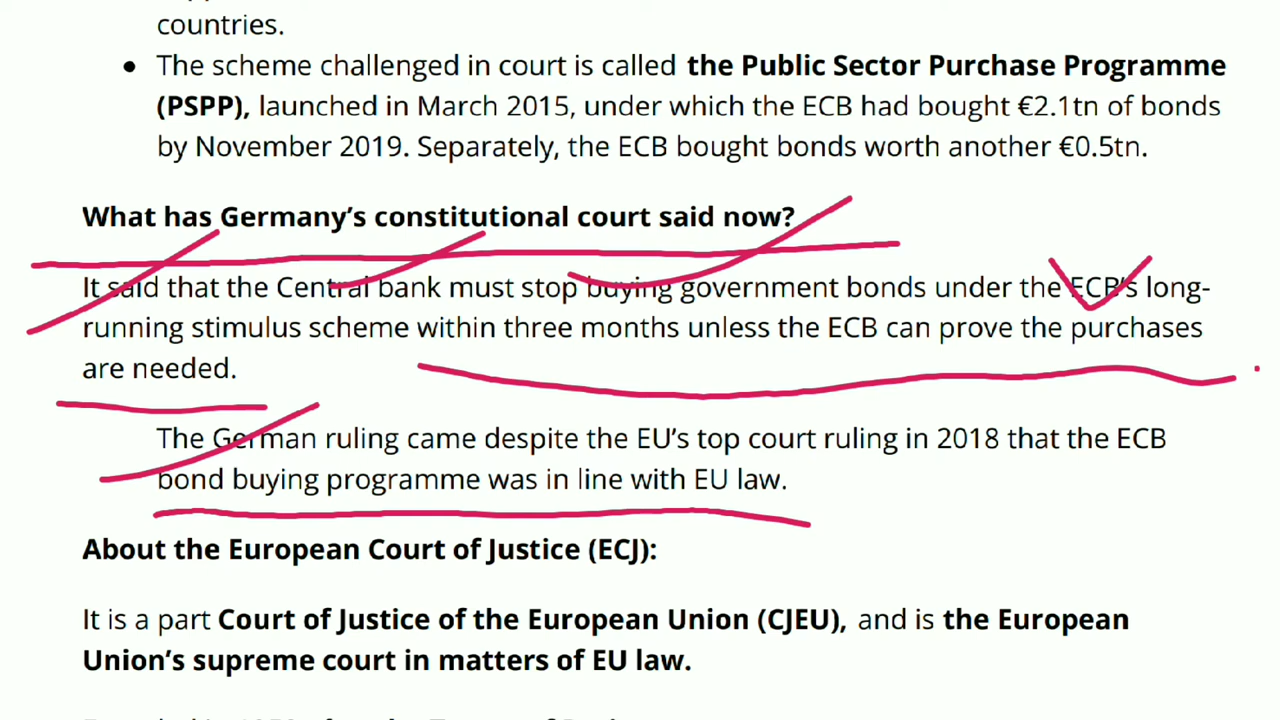 countries.
● The scheme challenged in court is called the Public Sector Purchase Programme
(PSPP), launched in March 2015, under which the ECB had bought €2.1tn of bonds
by November 2019. Separately, the ECB bought bonds worth another €0.5tn.
What has Germany’s constitutional court said now?
It said that the Central bank must stop buying government bonds under the ECB’s long-
running stimulus scheme within three months unless the ECB can prove the purchases
are needed.
The German ruling came despite the EU’s top court ruling in 2018 that the ECB
bond buying programme was in line with EU law.
About the European Court of Justice (ECJ):
It is a part Court of Justice of the European Union (CJEU), and is the European
Union’s supreme court in matters of EU law.